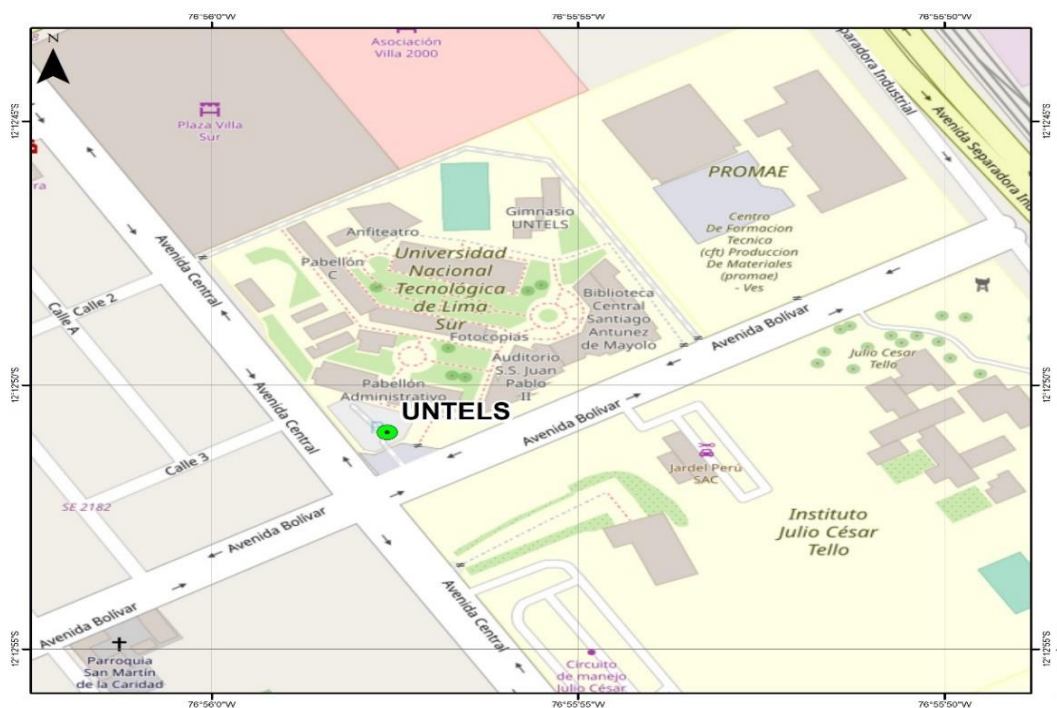 76°56'0"W
76°55'55"W
76°55'50"W
N
Asociación
Villa 2000
Plaza Villa
Sur
12°12'45"S
12°12'45"S
Separadora Industrial
Avenida Separadora Ind
PROMAE
Centro
De Formacion
Tecnica
(cft) Produccion
De Materiales
(promae)
- Ves
Gimnasio
UNTELS
Anfiteatro
Pabellón
C
Universidad
Nacional
Tecnológica
de Lima
Sur
Biblioteca
Central
Santiago
Antunez
de Mayolo
Fotocopias
Auditorio
S.S. Juan
Pablo
II
Pabellón
Administrativo
UNTELS
Avenida Central
Calle 2
Calle A
Avenida Central
Calle 3
SE 2182
Avenida Bolívar
Avenida Bolívar
Julio Cesar
Tello
12°12'50"S
12°12'50"S
Jardel Perú
SAC
Instituto
Julio César
Tello
Avenida Bolívar
Avenida Bolívar
Avenida Central
Parroquia
San Martín
de la Caridad
Circuito
de manejo
Julio César
12°12'55"S
12°12'55"S
76°56'0"W
76°55'55"W
76°55'50"W